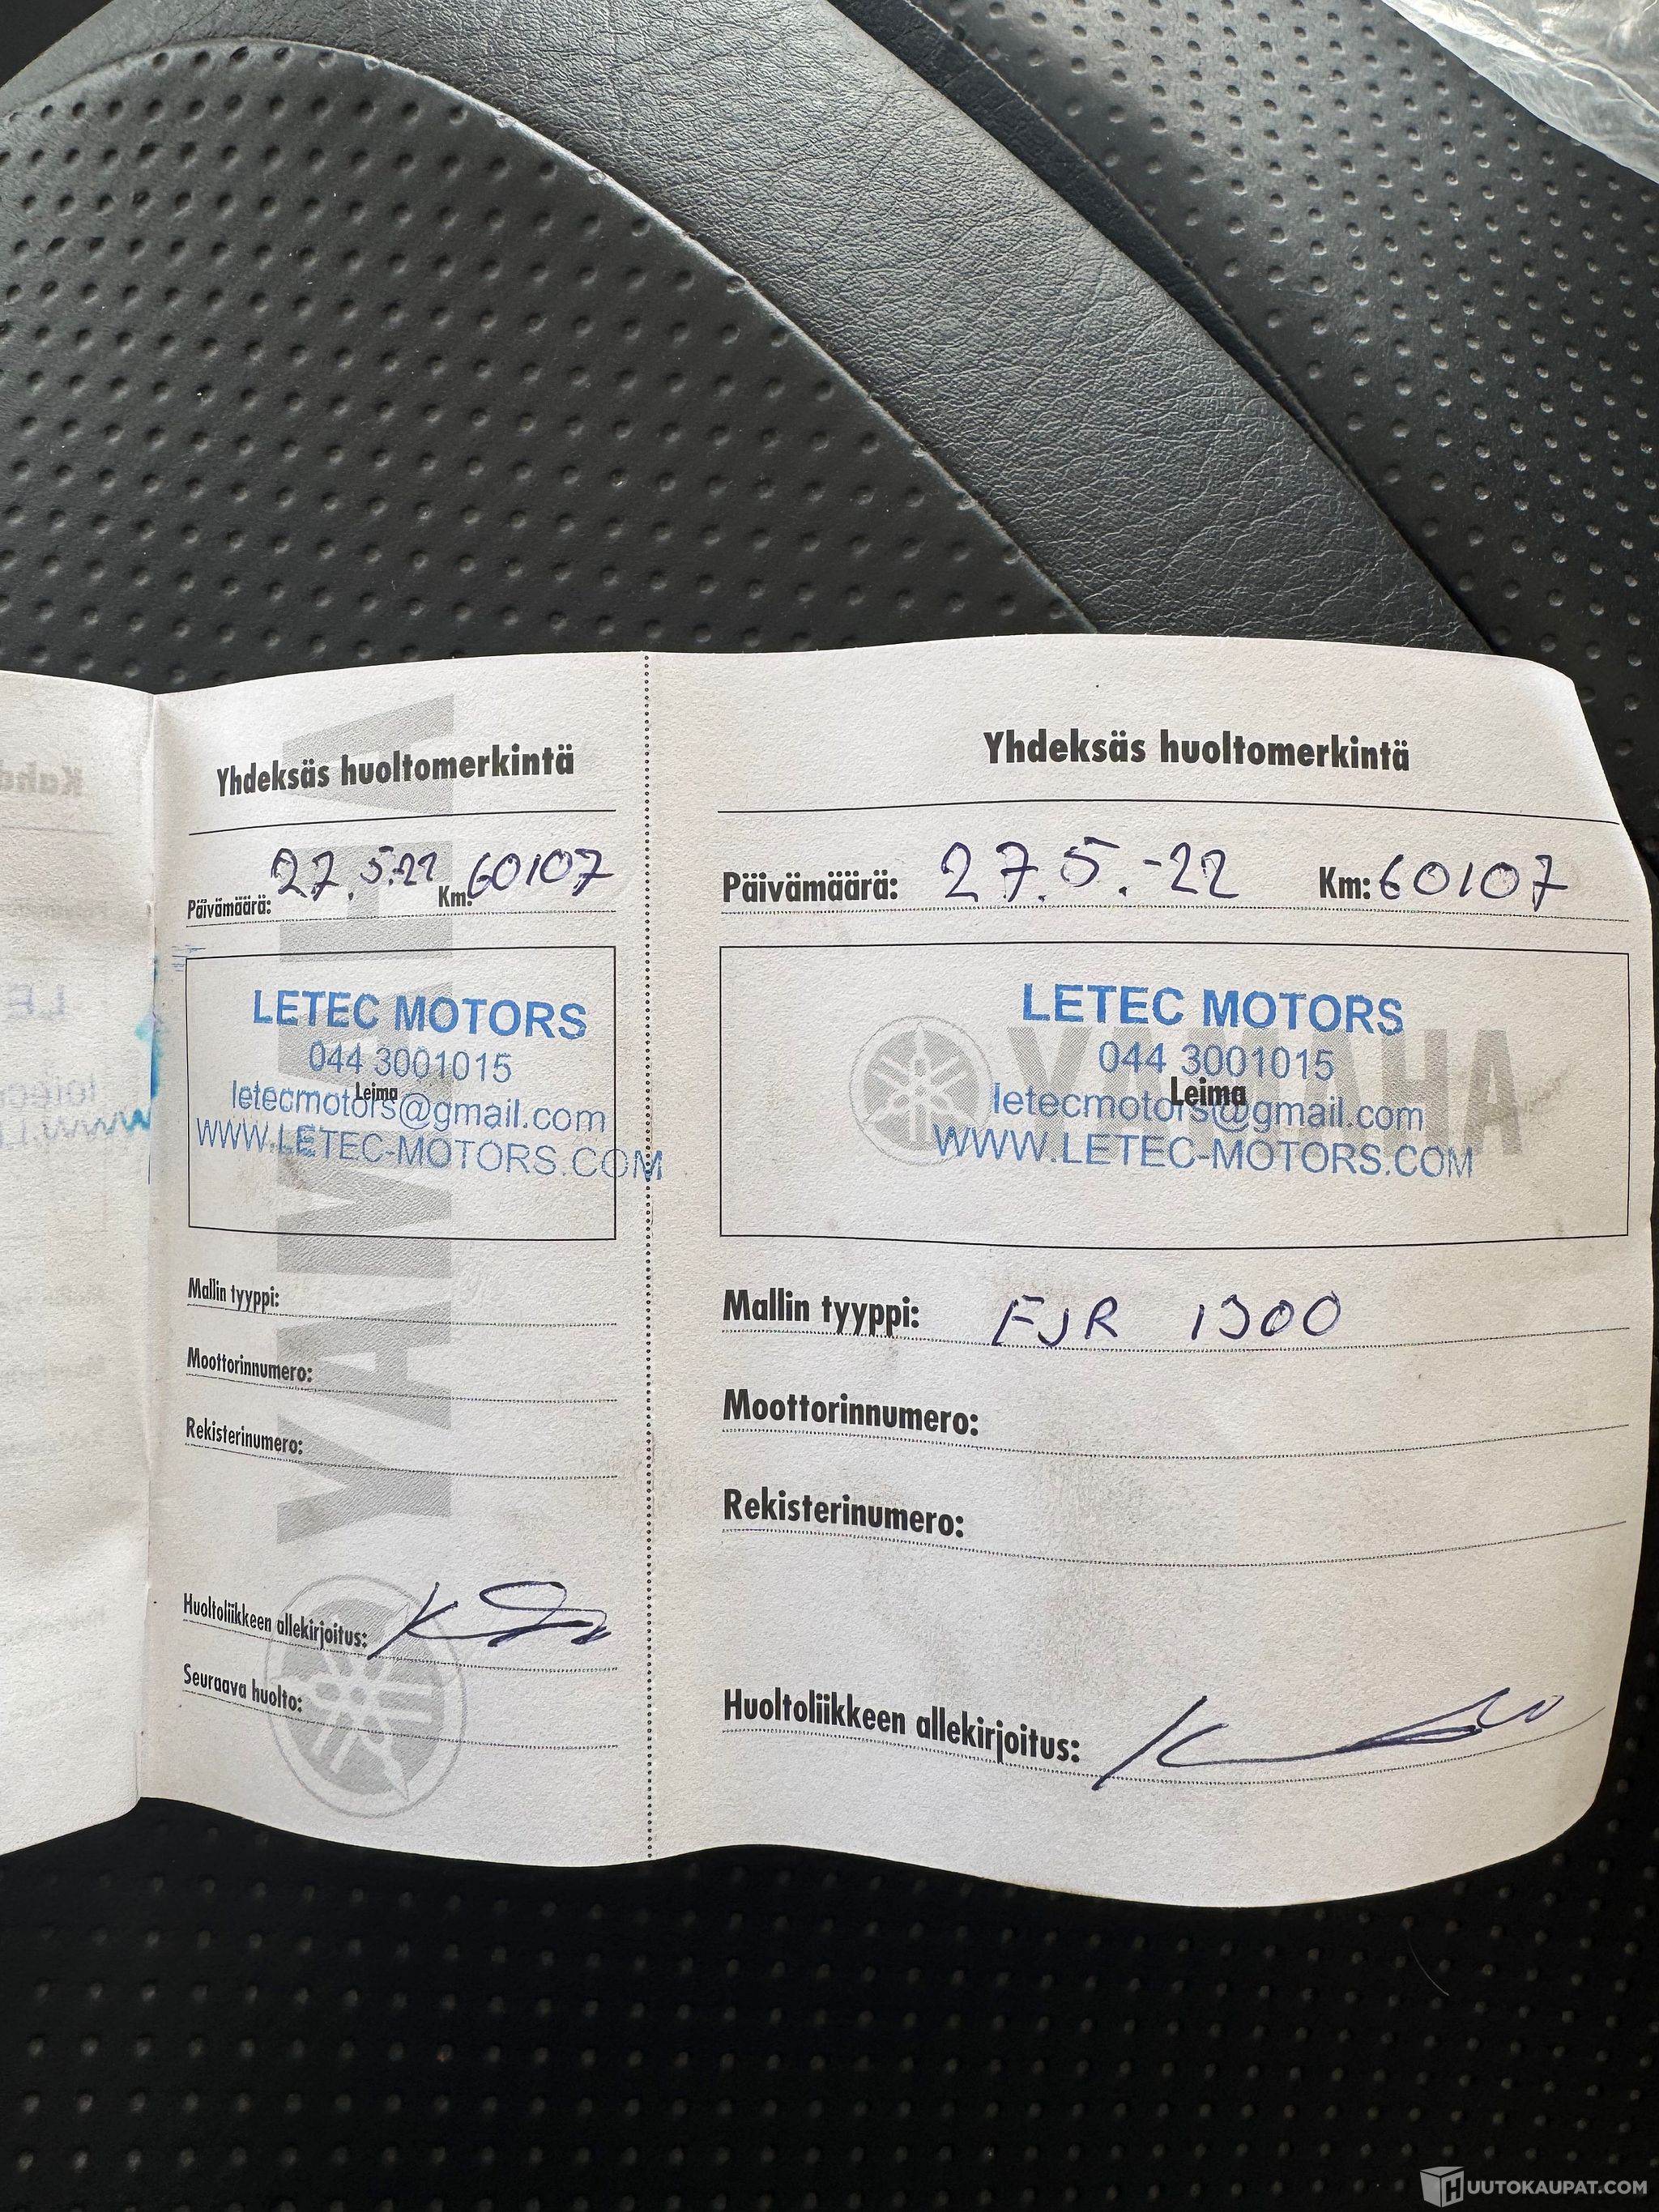 Yhdeksäs huoltomerkintä
Päivämäärä: 27.5.-22 Km: 60107
LETEC MOTORS
044 3001015
Leima
letecmotors@gmail.com
WWW.LETEC-MOTORS.COM
YAMAHA
Mallin tyyppi:
Moottorinnumero:
Rekisterinumero:
Huoltoliikkeen allekirjoitus:
Seuraava huolto:
Yhdeksäs huoltomerkintä
Päivämäärä: 27.5.-22 Km: 60107
LETEC MOTORS
044 3001015
Leima
letecmotors@gmail.com
WWW.LETEC-MOTORS.COM
YAMAHA
Mallin tyyppi: FJR 1300
Moottorinnumero:
Rekisterinumero:
Huoltoliikkeen allekirjoitus:
HUUTOKAUPAT.COM